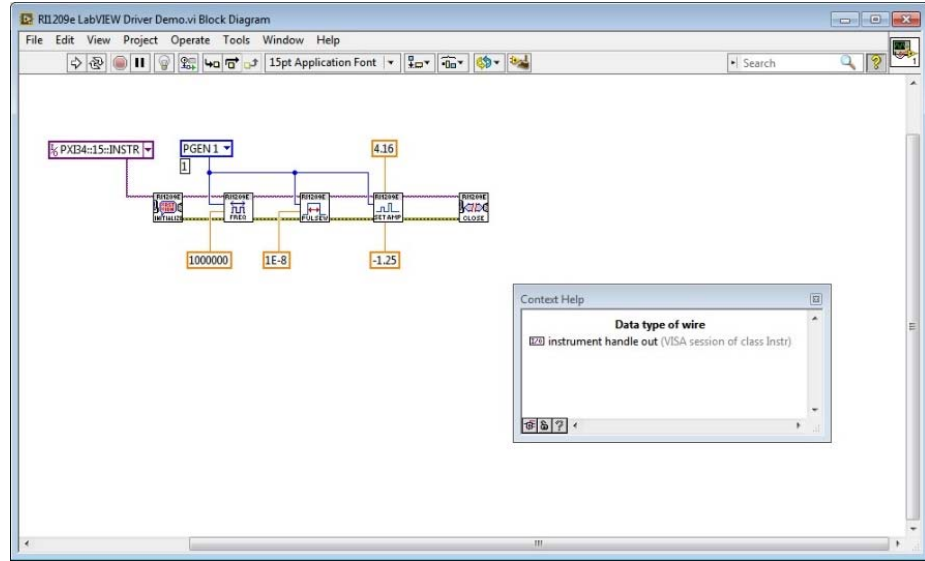 RI1209e LabVIEW Driver Demo.vi Block Diagram
File Edit View Project Operate Tools Window Help
15pt Application Font
Search
1
PXI34::15::INSTR
PGEN 1
4.16
1
RI1209E
INITIALIZE
RI1209E
FREQ
RI1209E
PULSEW
RI1209E
SET AMP
RI1209E
CLOSE
1000000
1E-8
-1.25
Context Help
Data type of wire
I/O instrument handle out (VISA session of class Instr)
?